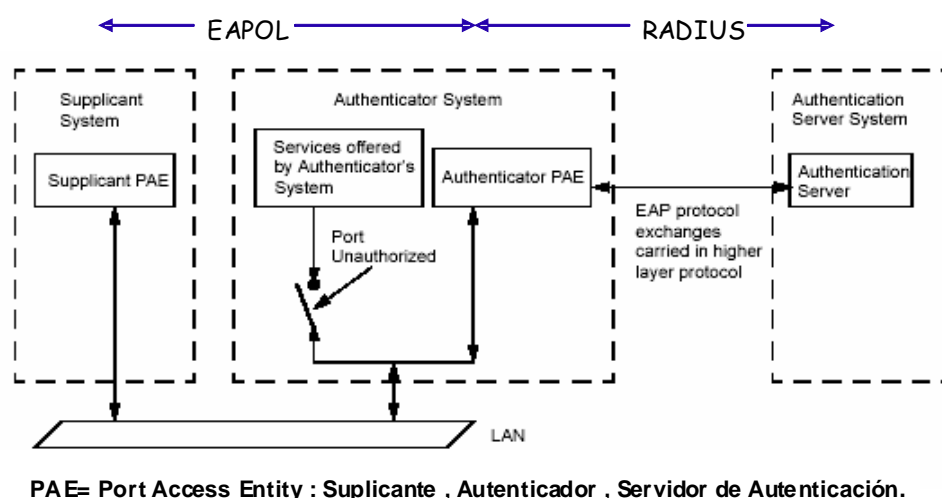 EAPOL
RADIUS
Supplicant
System
Authenticator System
Authentication
Server System
Supplicant PAE
Services offered
by Authenticator's
System
Authenticator PAE
Authentication
Server
Port
Unauthorized
EAP protocol
exchanges
carried in higher
layer protocol
LAN
PAE= Port Access Entity : Suplicante , Autenticador , Servidor de Autenticación.